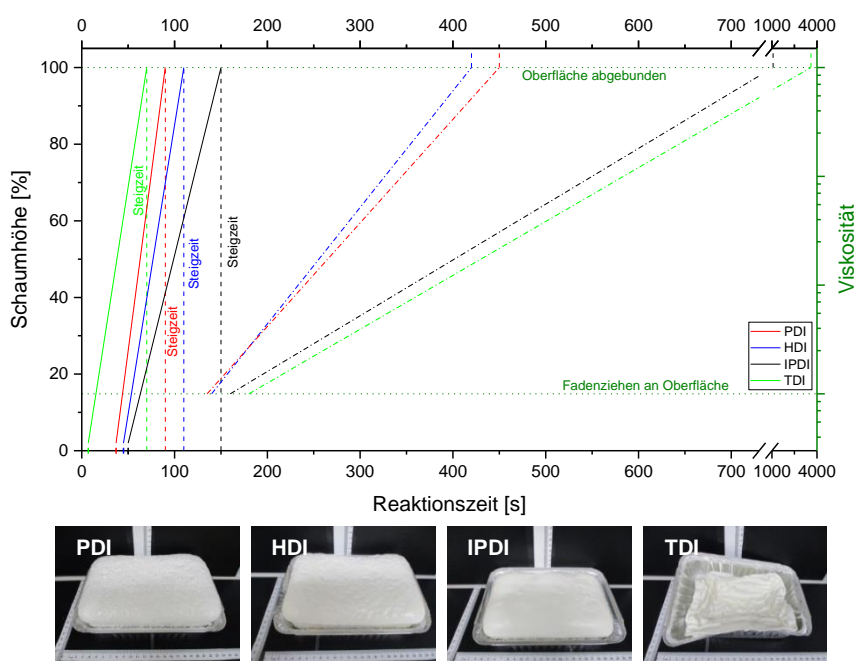 0 100 200 300 400 500 600 700 1000 4000
100
80
60
40
20
0
Schaumhöhe [%]
Viskosität
Oberfläche abgebunden
Steigzeit
Steigzeit
Steigzeit
Steigzeit
PDI
HDI
IPDI
TDI
Fadenziehen an Oberfläche
0 100 200 300 400 500 600 700 1000 4000
Reaktionszeit [s]
PDI HDI IPDI TDI